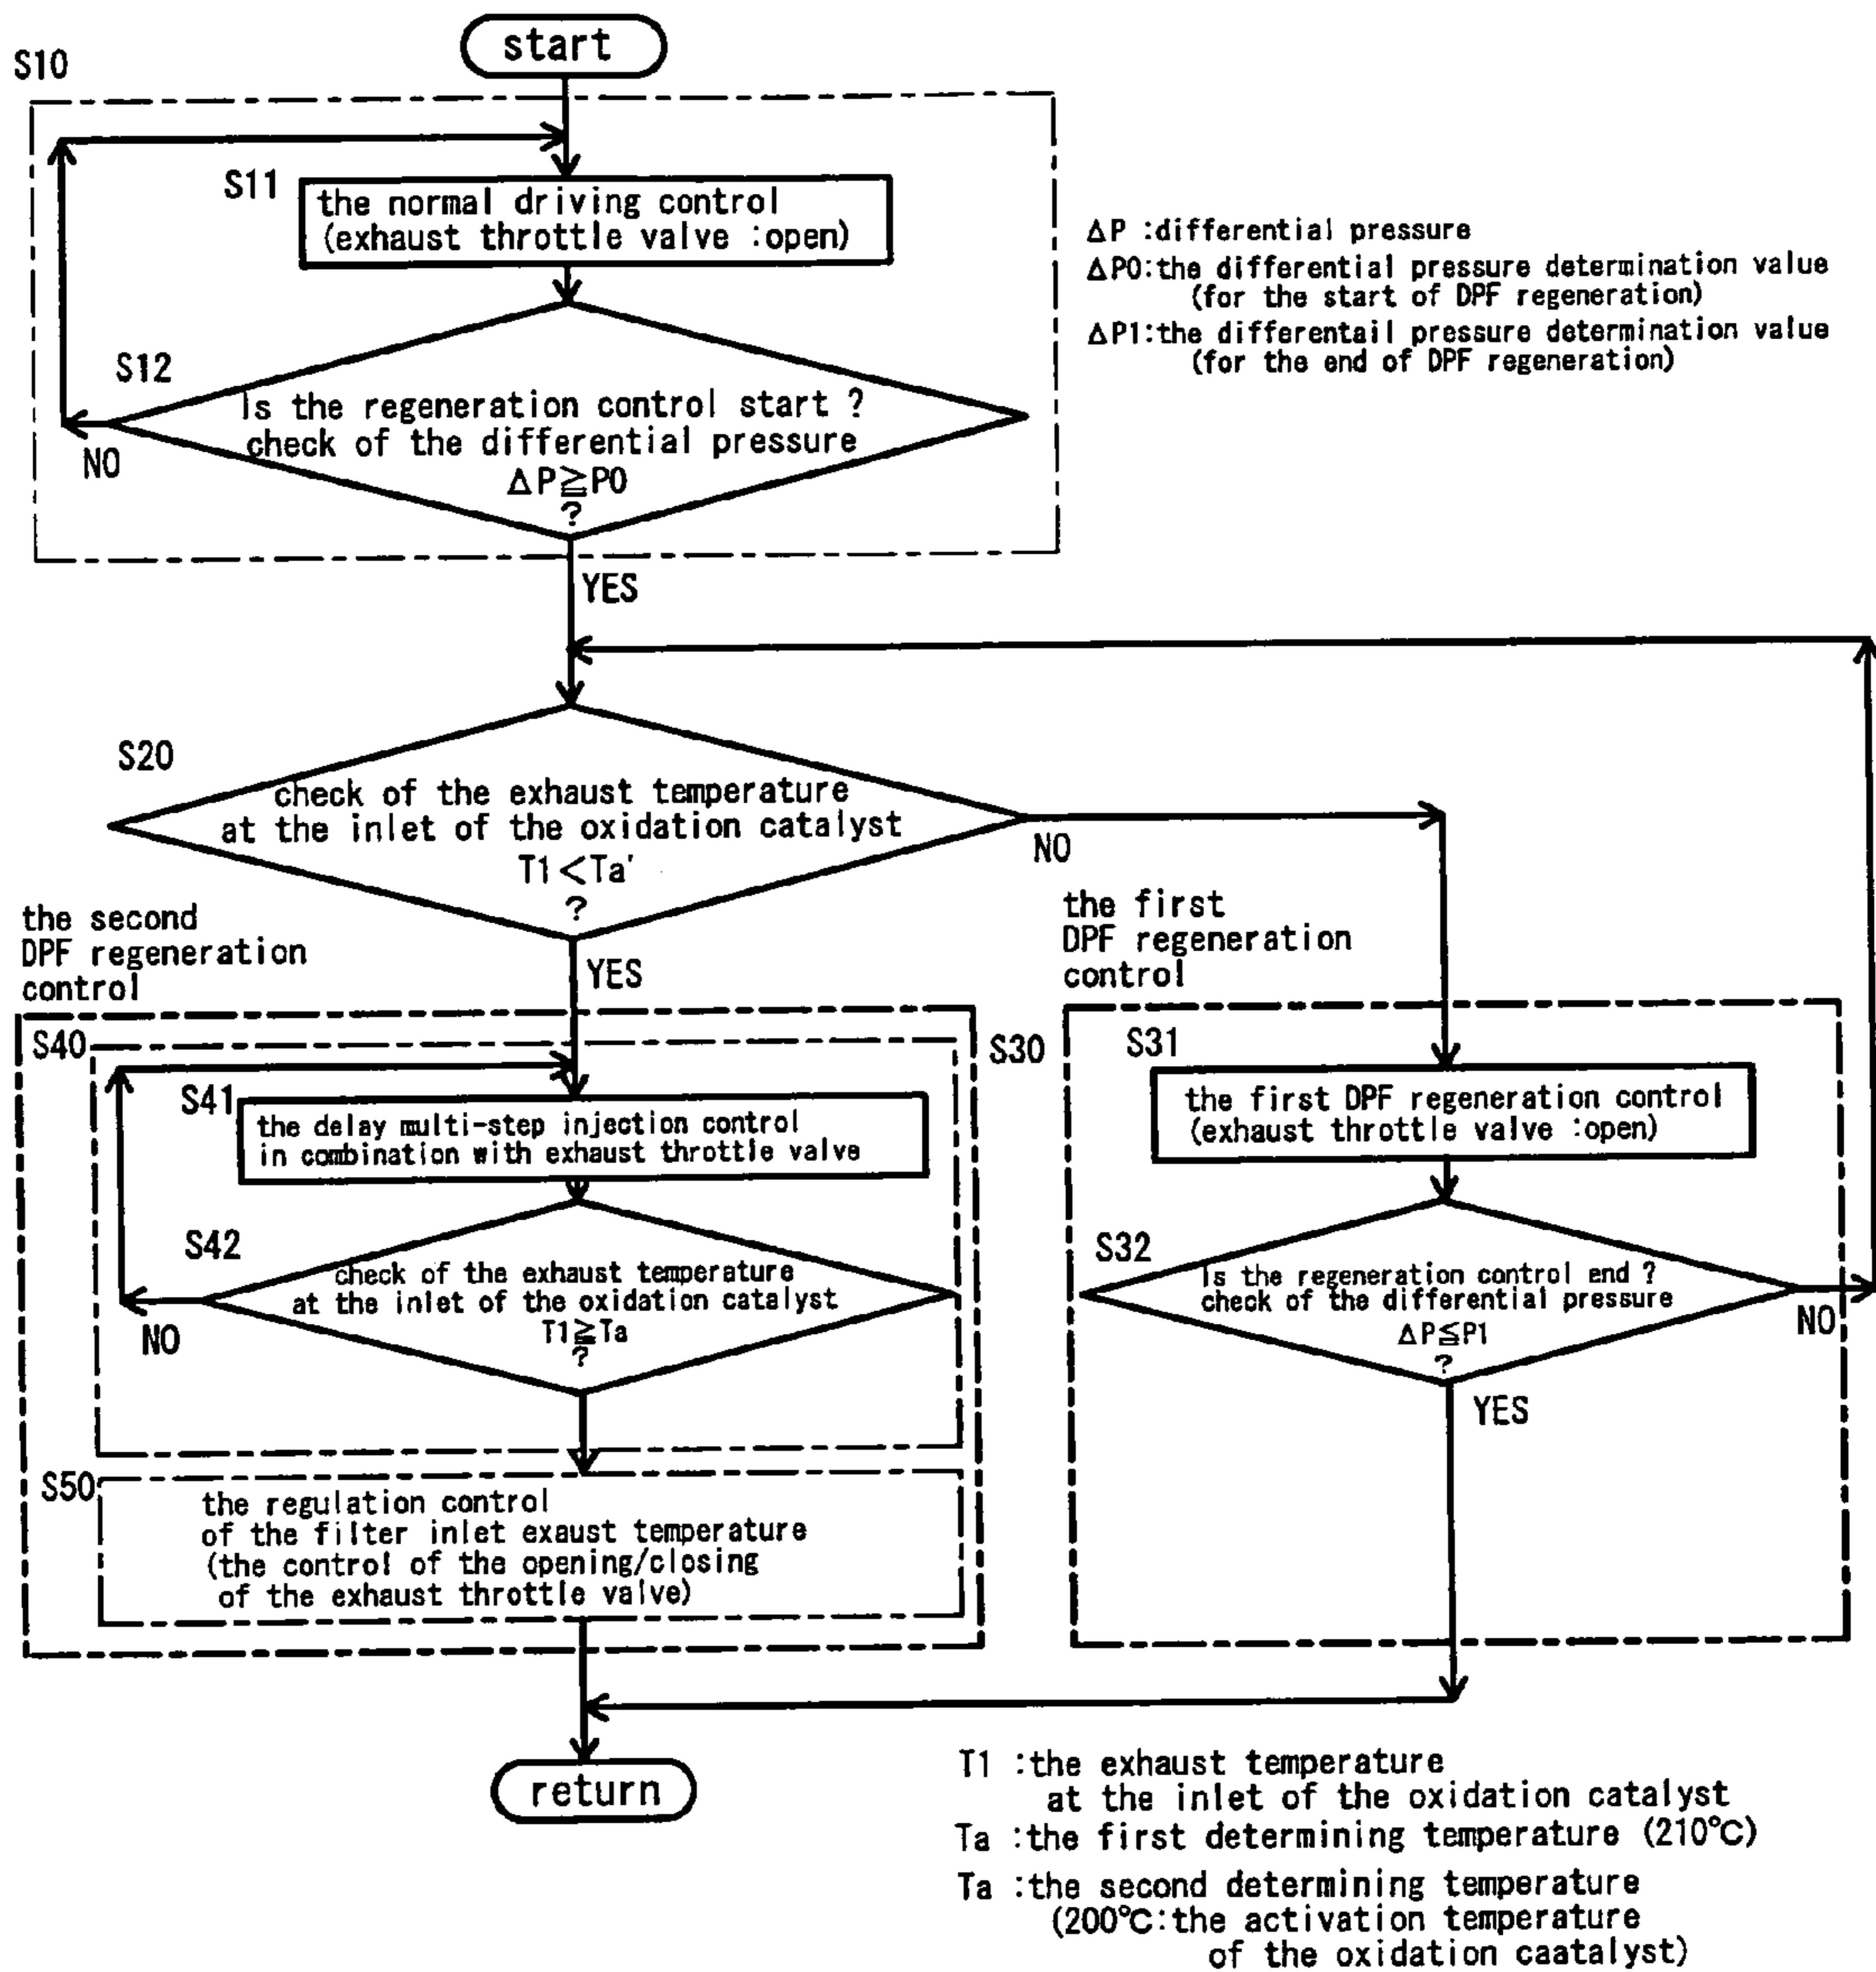 start
S10
S11
the normal driving control
(exhaust throttle valve :open)
ΔP :differential pressure
ΔP0:the differential pressure determination value
(for the start of DPF regeneration)
ΔP1:the differentail pressure determination value
(for the end of DPF regeneration)
S12
Is the regeneration control start ?
check of the differential pressure
ΔP≧P0
?
NO
YES
S20
check of the exhaust temperature
at the inlet of the oxidation catalyst
T1<Ta'
?
NO
YES
the second
DPF regeneration
control
the first
DPF regeneration
control
S40
S41
the delay multi-step injection control
in combination with exhaust throttle valve
S42
check of the exhaust temperature
at the inlet of the oxidation catalyst
T1≧Ta
?
NO
S50
the regulation control
of the filter inlet exaust temperature
(the control of the opening/closing
of the exhaust throttle valve)
S30
S31
the first DPF regeneration control
(exhaust throttle valve :open)
S32
Is the regeneration control end ?
check of the differential pressure
ΔP≦P1
?
NO
YES
return
T1 :the exhaust temperature
at the inlet of the oxidation catalyst
Ta :the first determining temperature (210℃)
Ta :the second determining temperature
(200℃:the activation temperature
of the oxidation caatalyst)